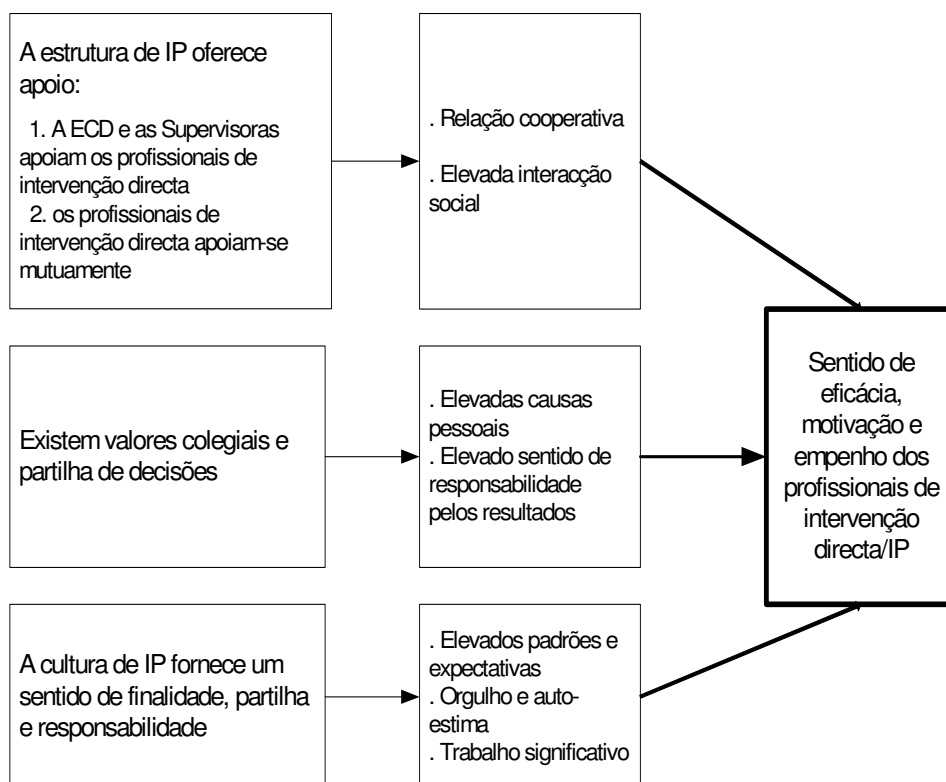 A estrutura de IP oferece
apoio:
1. A ECD e as Supervisoras
apoiam os profissionais de
intervenção directa
2. os profissionais de
intervenção directa apoiam-se
mutuamente
. Relação cooperativa
. Elevada interacção
social
Existem valores colegiais e
partilha de decisões
. Elevadas causas
pessoais
. Elevado sentido de
responsabilidade
pelos resultados
A cultura de IP fornece um
sentido de finalidade, partilha
e responsabilidade
. Elevados padrões e
expectativas
. Orgulho e auto-
estima
. Trabalho significativo
Sentido de
eficácia,
motivação e
empenho dos
profissionais de
intervenção
directa/IP